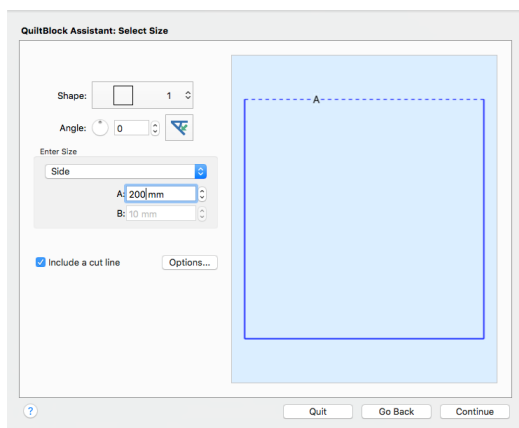 QuiltBlock Assistant: Select Size
Shape: 1
Angle: 0
Enter Size
Side
A: 200 mm
B: 10 mm
Include a cut line Options...
A
? Quit Go Back Continue